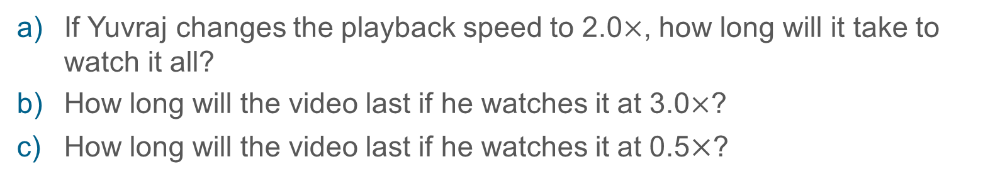 a) If Yuvraj changes the playback speed to 2.0×, how long will it take to
watch it all?
b) How long will the video last if he watches it at 3.0×?
c) How long will the video last if he watches it at 0.5×?